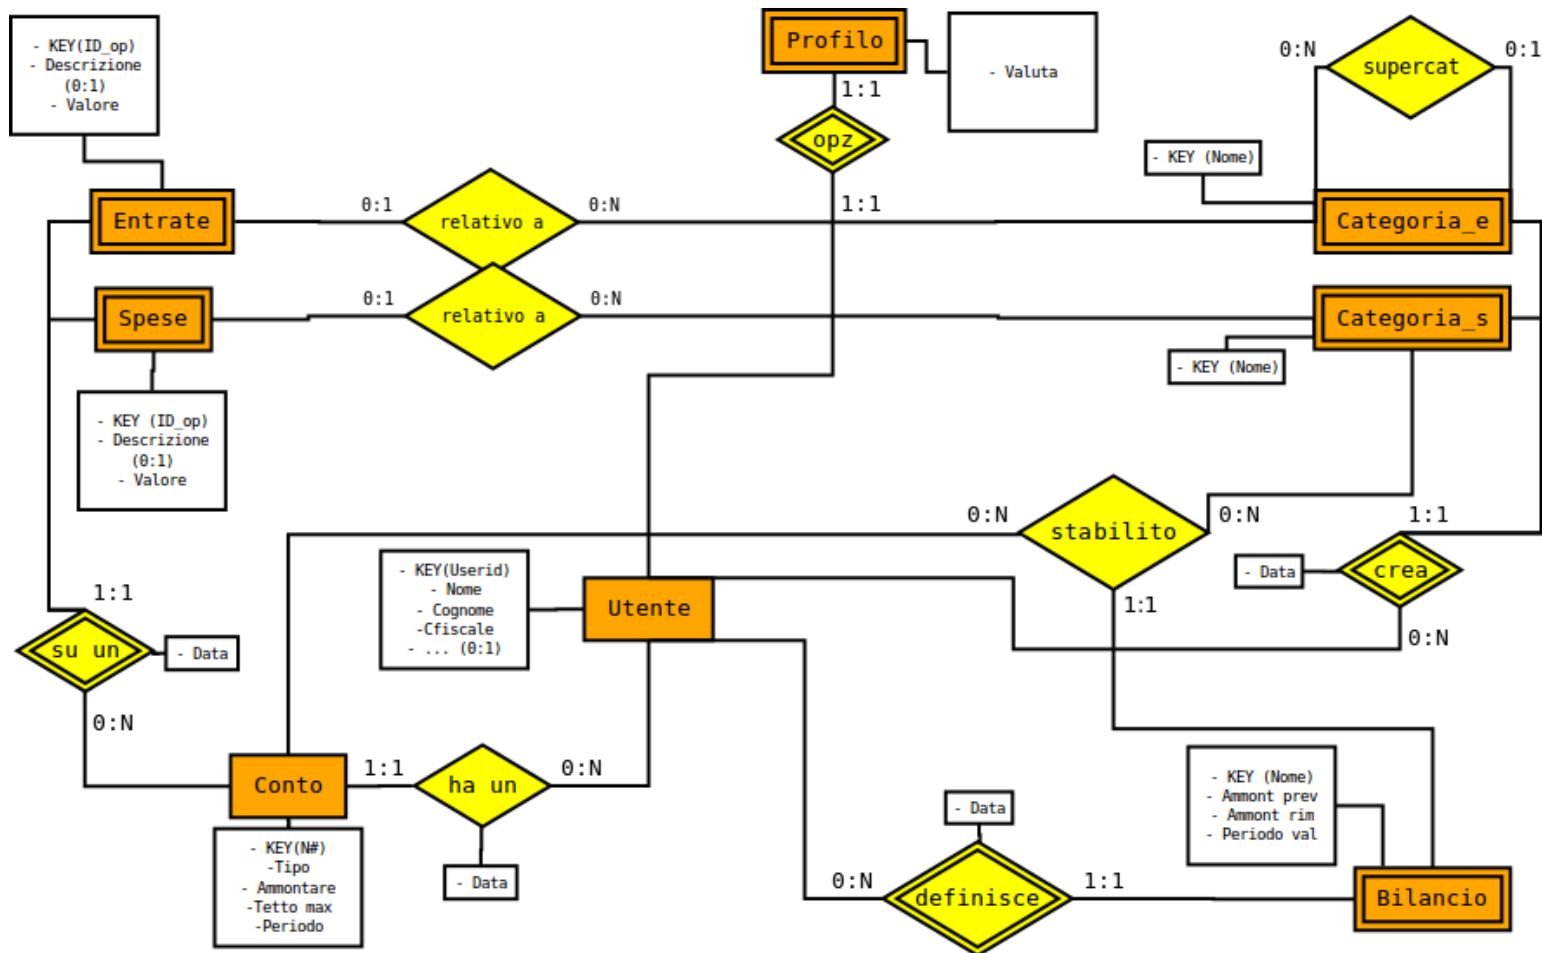 - KEY(ID_op)
- Descrizione
(0:1)
- Valore
Profilo
- Valuta
1:1
opz
1:1
0:N
supercat
0:1
- KEY (Nome)
Entrate
0:1
relativo a
0:N
Categoria_e
Spese
0:1
relativo a
0:N
Categoria_s
- KEY (Nome)
- KEY (ID_op)
- Descrizione
(0:1)
- Valore
0:N
stabilito
0:N
1:1
1:1
- Data
crea
0:N
- KEY(Userid)
- Nome
- Cognome
-Cfiscale
- ... (0:1)
Utente
1:1
su un
- Data
0:N
Conto
1:1
ha un
0:N
- Data
- KEY(N#)
-Tipo
- Ammontare
-Tetto max
-Periodo
- Data
0:N
definisce
1:1
- KEY (Nome)
- Ammont prev
- Ammont rim
- Periodo val
Bilancio